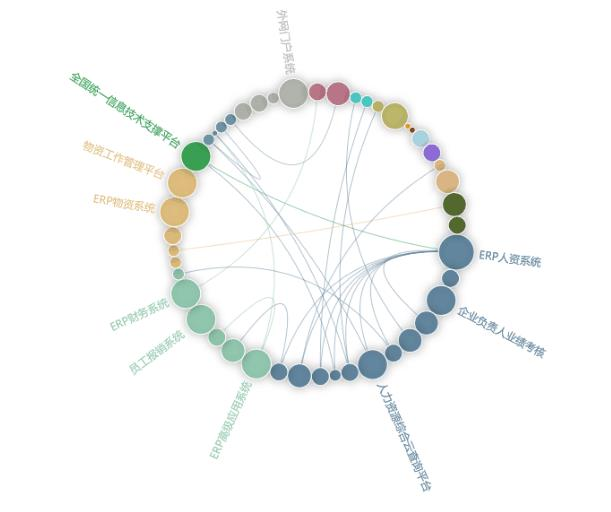 外网门户系统
全国统一信息技术支撑平台
物资工作管理平台
ERP物资系统
ERP人资系统
企业负责人业绩考核
ERP财务系统
员工报销系统
ERP高级应用系统
人力资源综合云查询平台